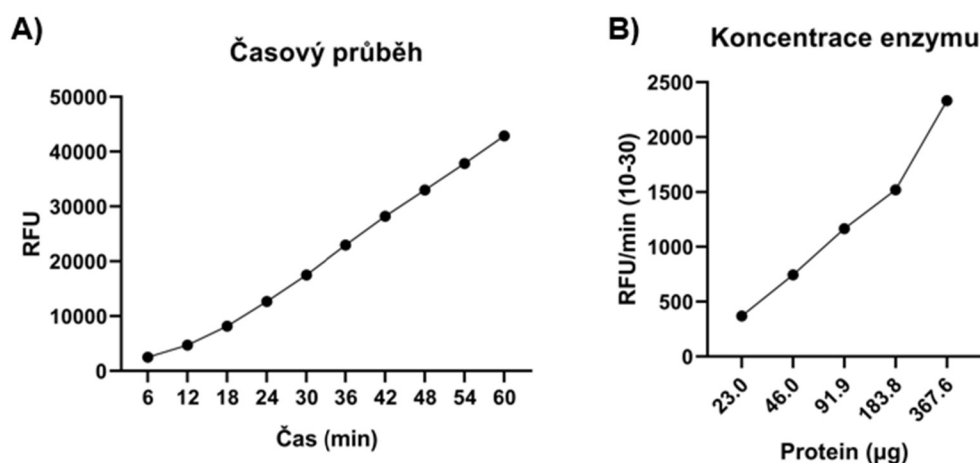 A)
Časový průběh
RFU
50000
40000
30000
20000
10000
0
6 12 18 24 30 36 42 48 54 60
Čas (min)
B)
Koncentrace enzymu
RFU/min (10-30)
2500
2000
1500
1000
500
0
23.0 46.0 91.9 183.8 367.6
Protein (µg)